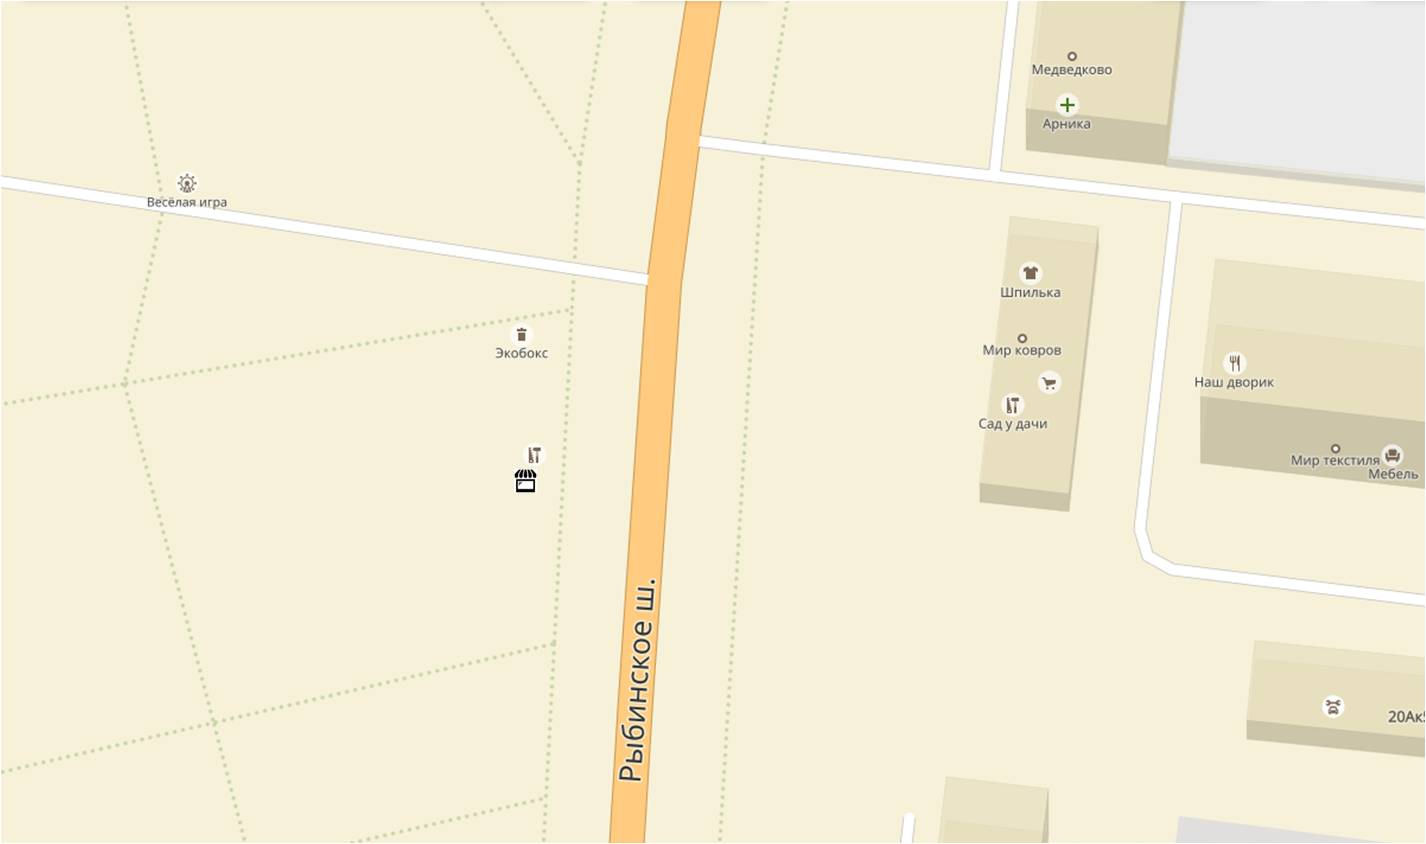 Медведково
Арника
Весёлая игра
Шпилька
Экобокс
Мир ковров
Наш дворик
Сад у дачи
Мир текстиля
Мебель
Рыбинское ш.